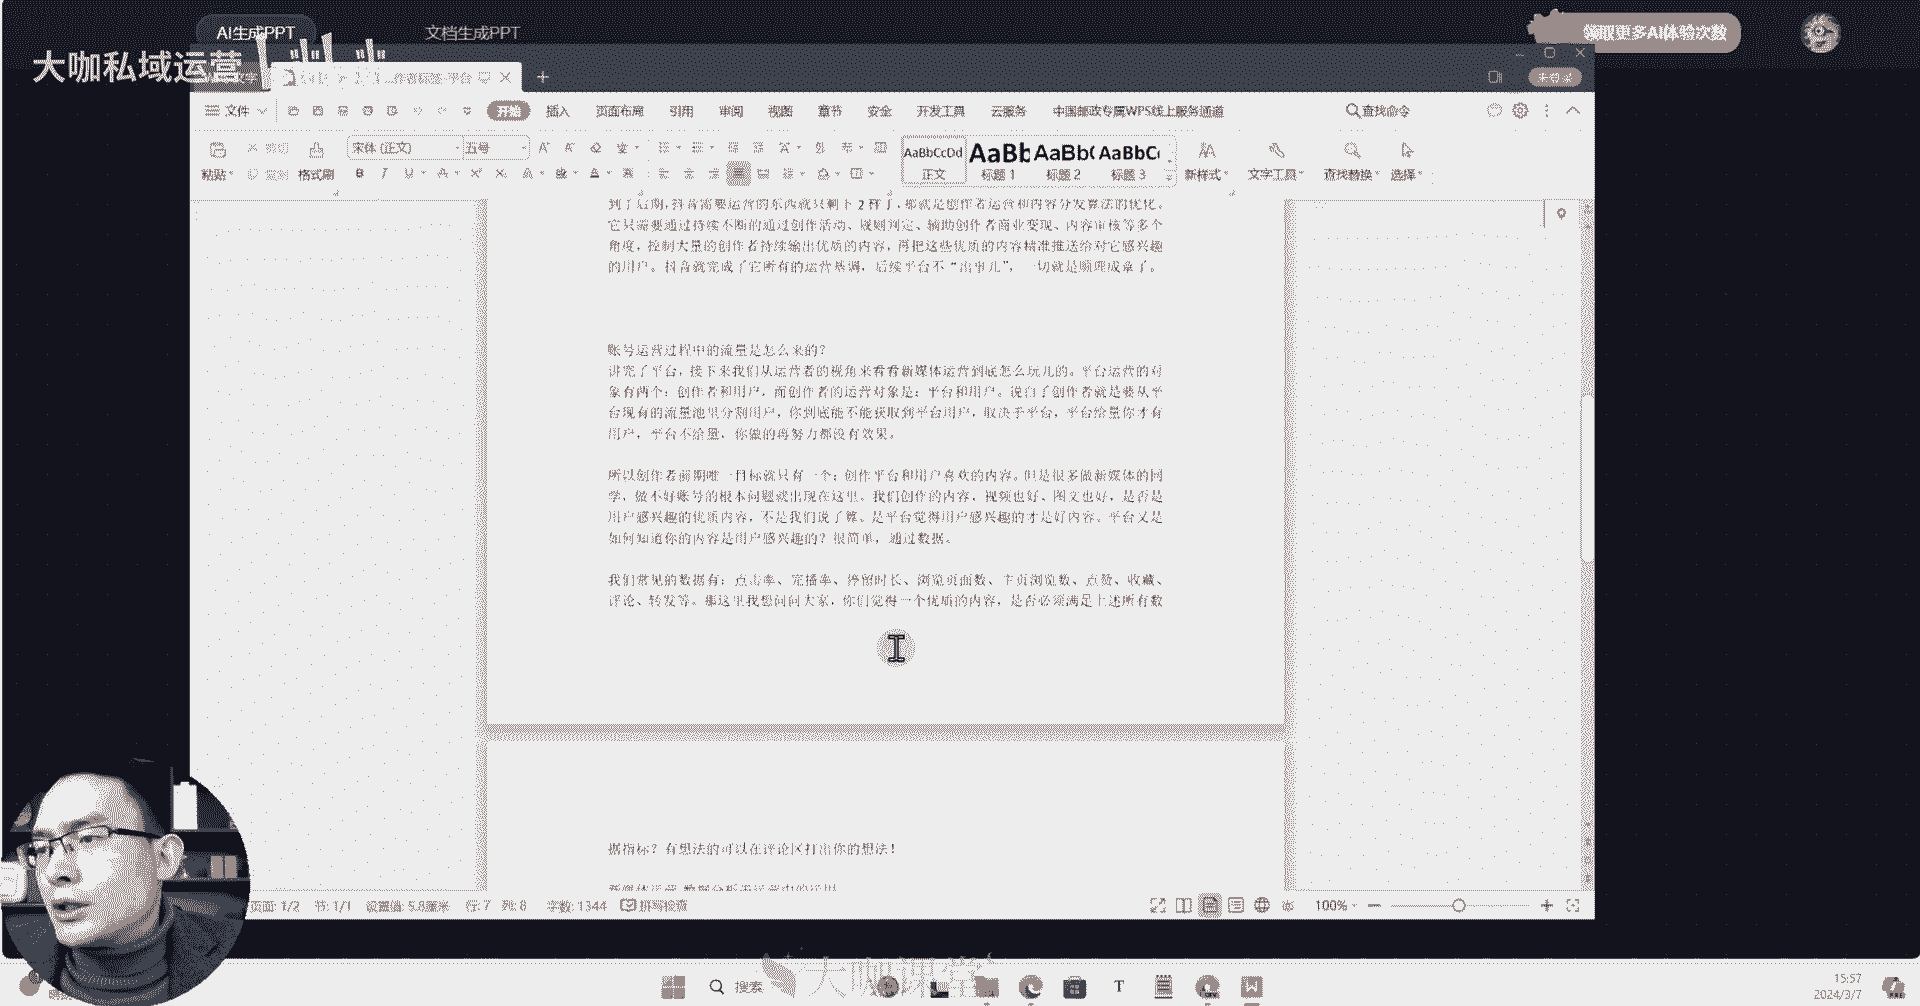 AI生成PPT
文档生成PPT
领取更多AI体验次数
大咖私域运营
作者标签-平台
未登录
文件
开始
插入
页面布局
引用
审阅
视图
章节
安全
开发工具
云服务
中国邮政专属WPS线上服务通道
查找命令
剪切
宋体 (正文)
五号
AaBbCcDd
AaBb
AaBb(
AaBbC
粘贴
复制
格式刷
正文
标题 1
标题 2
标题 3
新样式
文字工具
查找替换
选择
到了后期,抖音需要运营的东西就只剩下 2 样了,那就是创作者运营和内容分发算法的优化。
它只需要通过持续不断的通过创作活动、规则判定、辅助创作者商业变现、内容审核等多个
角度，控制大量的创作者持续输出优质的内容，再把这些优质的内容精准推送给对它感兴趣
的用户。抖音就完成了它所有的运营基调，后续平台不“出事儿”，一切就是顺理成章了。
账号运营过程中的流量是怎么来的？
讲完了平台，接下来我们从运营者的视角来看看新媒体运营到底怎么玩儿的。平台运营的对
象有两个：创作者和用户，而创作者的运营对象是：平台和用户。说白了创作者就是要从平
台现有的流量池里分割用户，你到底能不能获取到平台用户，取决于平台，平台给量你才有
用户，平台不给量，你做的再努力都没有效果。
所以创作者前期唯一目标就只有一个：创作平台和用户喜欢的内容。但是很多做新媒体的同
学，做不好账号的根本问题就出现在这里。我们创作的内容，视频也好、图文也好，是否是
用户感兴趣的优质内容，不是我们说了算、是平台觉得用户感兴趣的才是好内容。平台又是
如何知道你的内容是用户感兴趣的？很简单，通过数据。
我们常见的数据有：点击率、完播率、停留时长、浏览页面数、主页浏览数、点赞、收藏、
评论、转发等。那这里我想问问大家，你们觉得一个优质的内容，是否必须满足上述所有数
据指标？有想法的可以在评论区打出你的想法！
页面: 1/2
节: 1/1
设置值: 5.8厘米
行: 7
列: 8
字数: 1344
拼写检查
100%
大咖课堂
搜索
15:57
2024/3/7